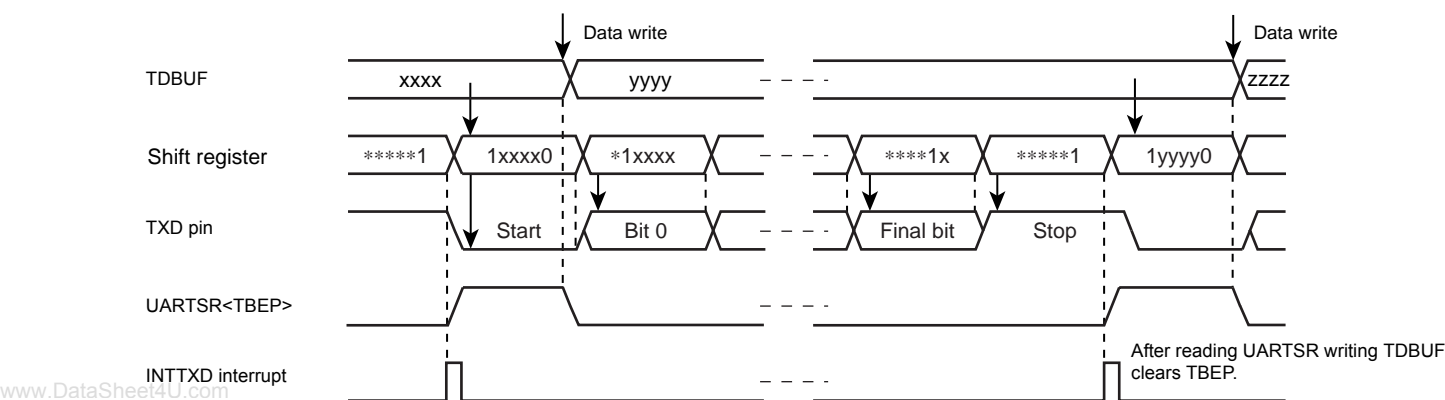 Data write
Data write
TDBUF
xxxx
yyyy
zzzz
Shift register
*****1
1xxxx0
*1xxxx
****1x
*****1
1yyyy0
TXD pin
Start
Bit 0
Final bit
Stop
UARTSR<TBEP>
After reading UARTSR writing TDBUF
clears TBEP.
INTTXD interrupt
www.DataSheet4U.com